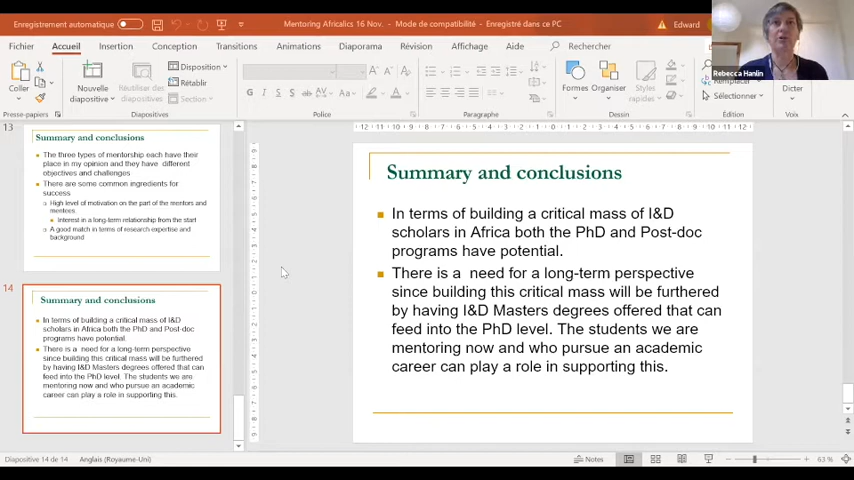 Enregistrement automatique
Mentoring Africalics 16 Nov. - Mode de compatibilité - Enregistré dans ce PC
Edward
Fichier Accueil Insertion Conception Transitions Animations Diaporama Révision Affichage Aide Rechercher
Rebecca Hanlin
Coller
Nouvelle diapositive
Disposition
Rétablir
Section
Réutiliser des diapositives
G I S S ab AV Aa
Formes
Organiser
Styles rapides
Remplacer
Sélectionner
Dicter
Presse-papiers
Diapositives
Police
Paragraphe
Dessin
Édition
Voix
13
Summary and conclusions
The three types of mentorship each have their
place in my opinion and they have different
objectives and challenges
There are some common ingredients for
success
High level of motivation on the part of the mentors and
mentees.
Interest in a long-term relationship from the start
A good match in terms of research expertise and
background
14
Summary and conclusions
In terms of building a critical mass of I&D
scholars in Africa both the PhD and Post-doc
programs have potential.
There is a need for a long-term perspective
since building this critical mass will be furthered
by having I&D Masters degrees offered that can
feed into the PhD level. The students we are
mentoring now and who pursue an academic
career can play a role in supporting this.
Summary and conclusions
In terms of building a critical mass of I&D
scholars in Africa both the PhD and Post-doc
programs have potential.
There is a need for a long-term perspective
since building this critical mass will be furthered
by having I&D Masters degrees offered that can
feed into the PhD level. The students we are
mentoring now and who pursue an academic
career can play a role in supporting this.
Diapositive 14 de 14 Anglais (Royaume-Uni)
Notes
63 %